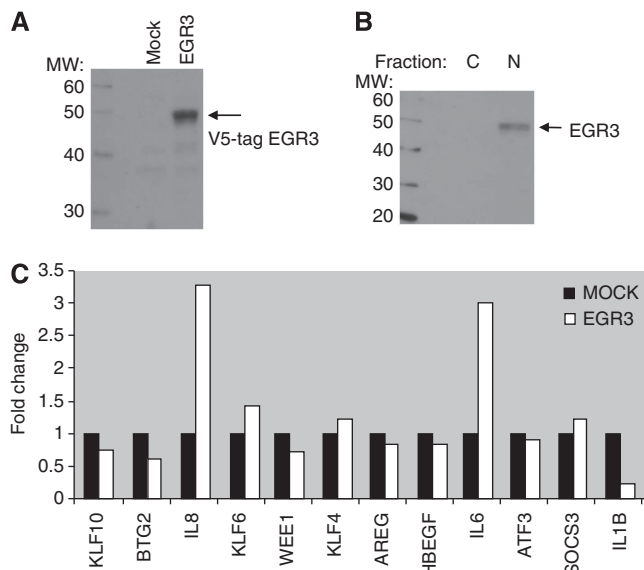 A
Mock
EGR3
MW:
60
50
40
30
V5-tag EGR3
B
Fraction: C N
MW:
60
50
40
30
20
EGR3
C
Fold change
3.5
3
2.5
2
1.5
1
0.5
0
MOCK
EGR3
KLF10
BTG2
IL8
KLF6
WEE1
KLF4
AREG
HBEGF
IL6
ATF3
SOCS3
IL1B